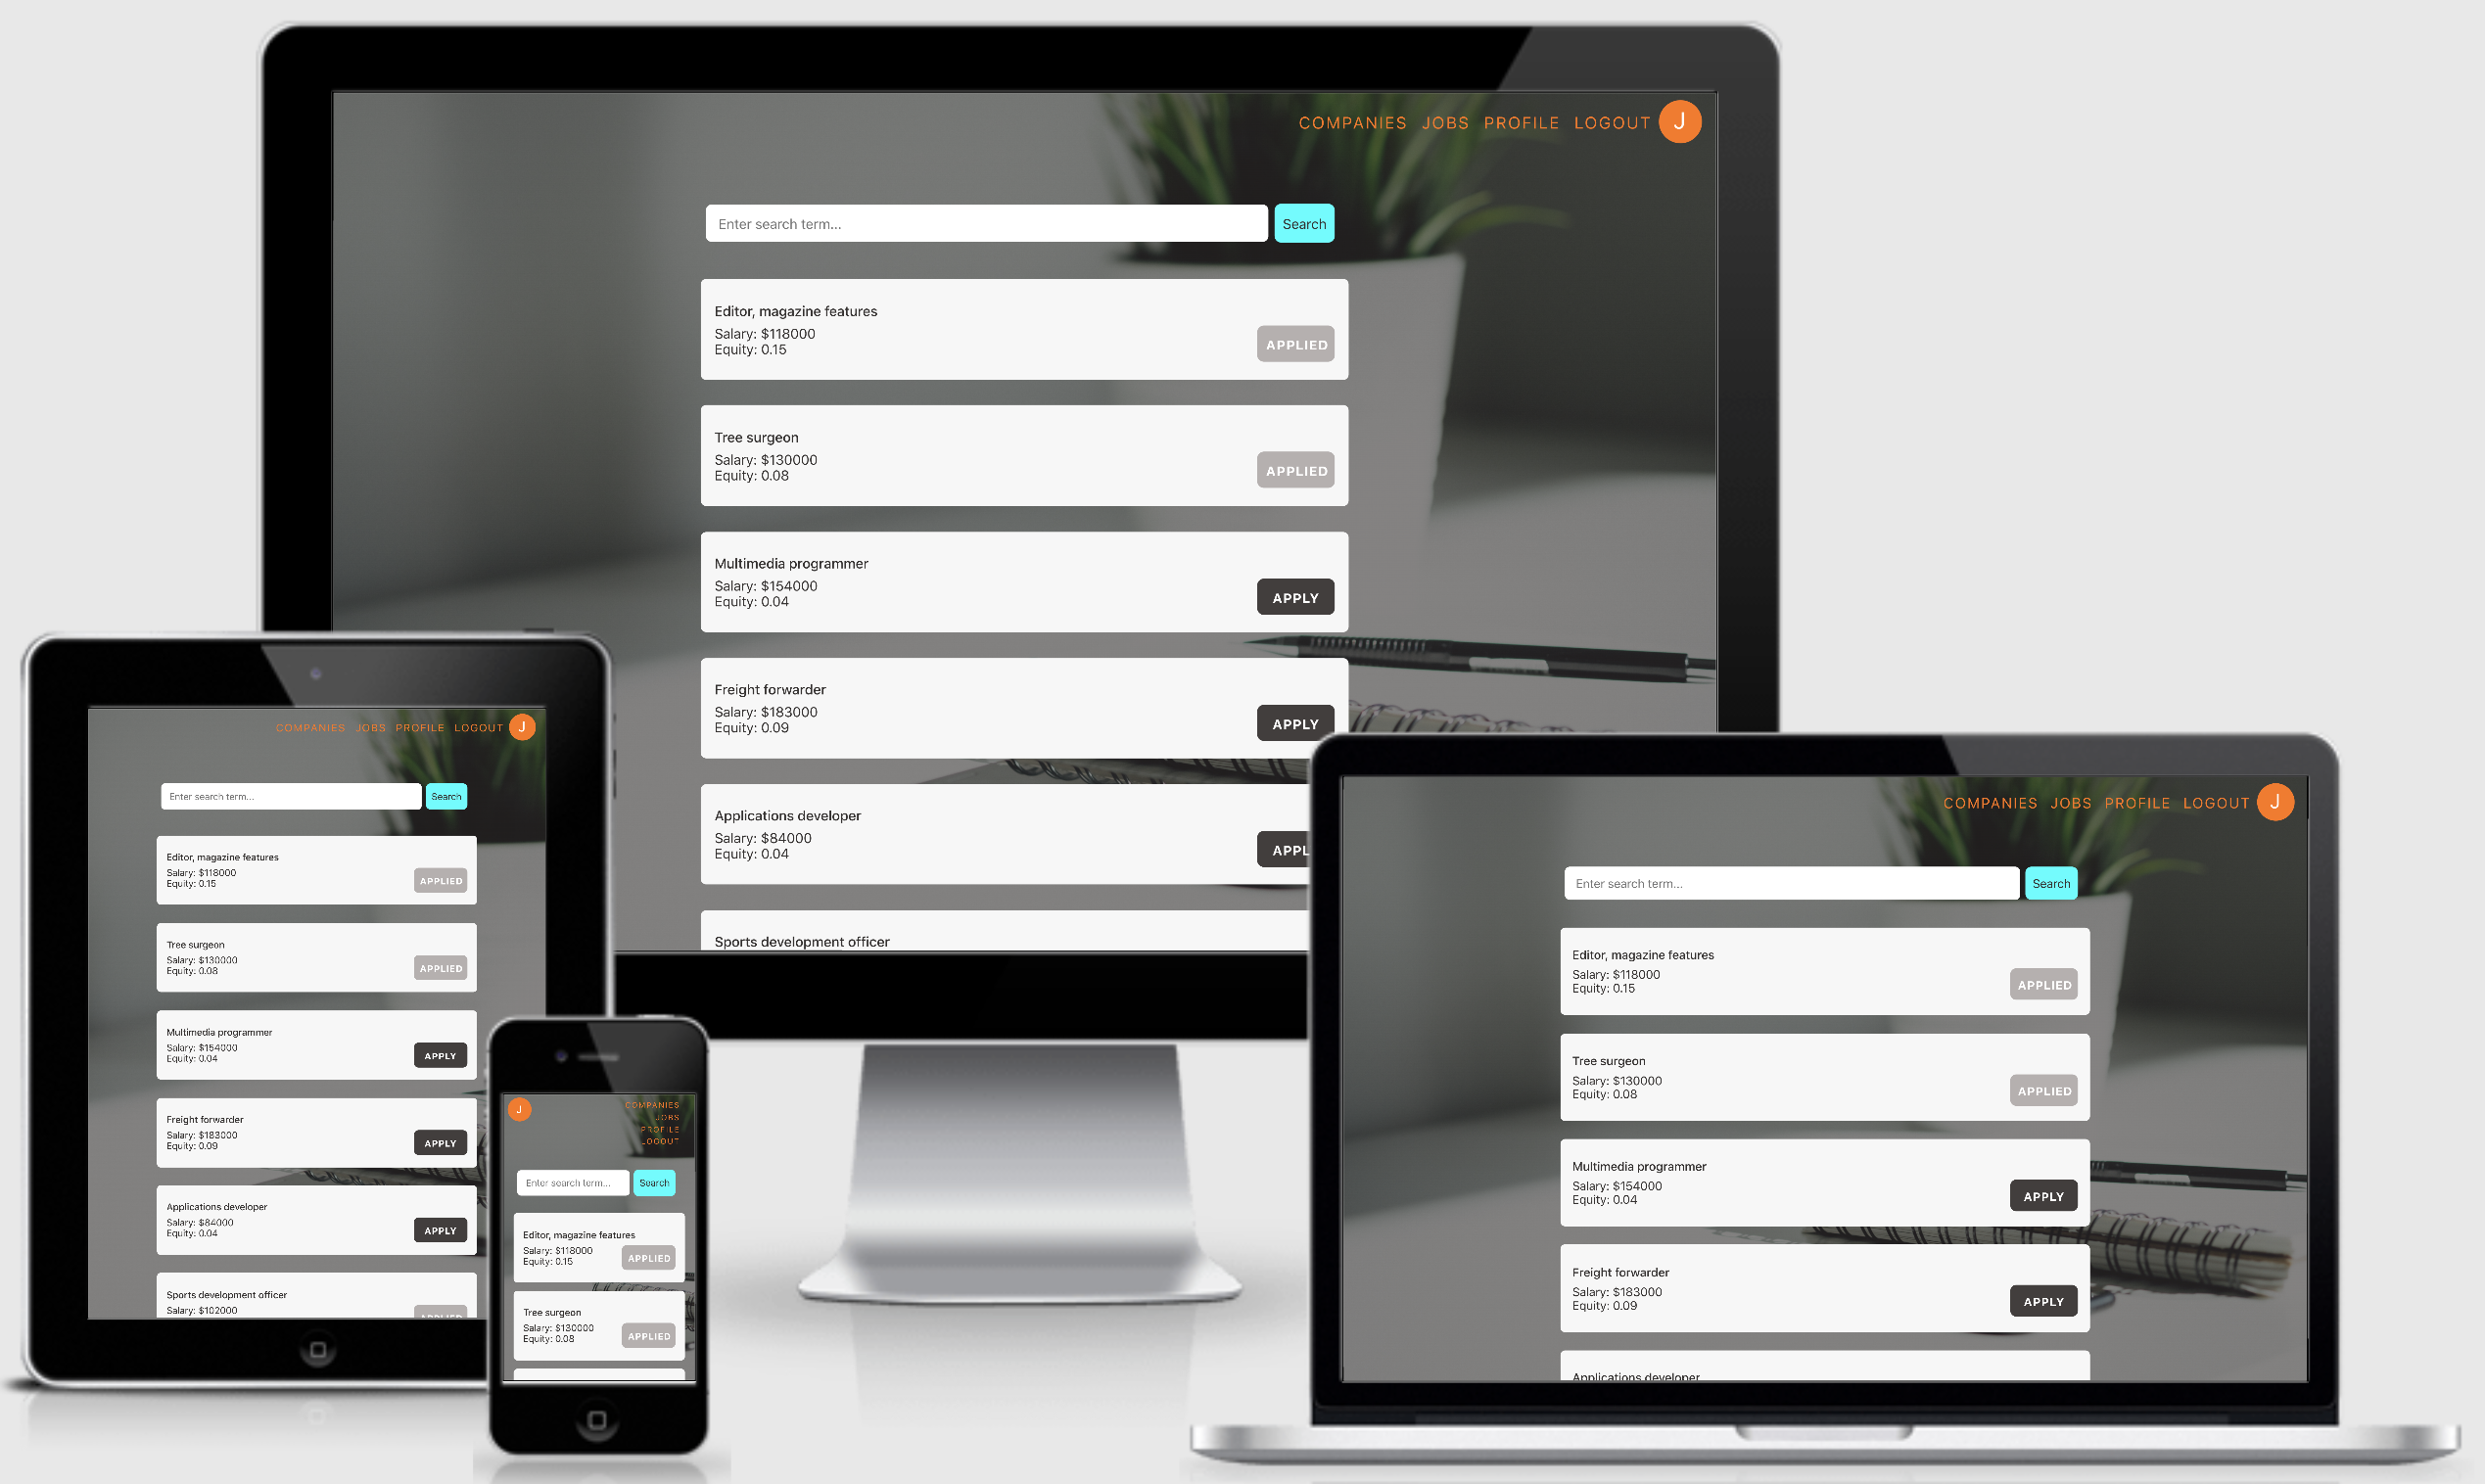 COMPANIES JOBS PROFILE LOGOUT J
Enter search term...
Search
Editor, magazine features
Salary: $118000
Equity: 0.15
APPLIED
Tree surgeon
Salary: $130000
Equity: 0.08
APPLIED
Multimedia programmer
Salary: $154000
Equity: 0.04
APPLY
Freight forwarder
Salary: $183000
Equity: 0.09
APPLY
Applications developer
Salary: $84000
Equity: 0.04
APPL
Sports development officer
COMPANIES JOBS PROFILE LOGOUT J
Enter search term...
Search
Editor, magazine features
Salary: $118000
Equity: 0.15
APPLIED
Tree surgeon
Salary: $130000
Equity: 0.08
APPLIED
Multimedia programmer
Salary: $154000
Equity: 0.04
APPLY
Freight forwarder
Salary: $183000
Equity: 0.09
APPLY
Applications developer
Salary: $84000
Equity: 0.04
APPLY
Sports development officer
Salary: $102000
APPLIED
J
COMPANIES
JOBS
PROFILE
LOGOUT
Enter search term...
Search
Editor, magazine features
Salary: $118000
Equity: 0.15
APPLIED
Tree surgeon
Salary: $130000
Equity: 0.08
APPLIED
COMPANIES JOBS PROFILE LOGOUT J
Enter search term...
Search
Editor, magazine features
Salary: $118000
Equity: 0.15
APPLIED
Tree surgeon
Salary: $130000
Equity: 0.08
APPLIED
Multimedia programmer
Salary: $154000
Equity: 0.04
APPLY
Freight forwarder
Salary: $183000
Equity: 0.09
APPLY
Applications developer